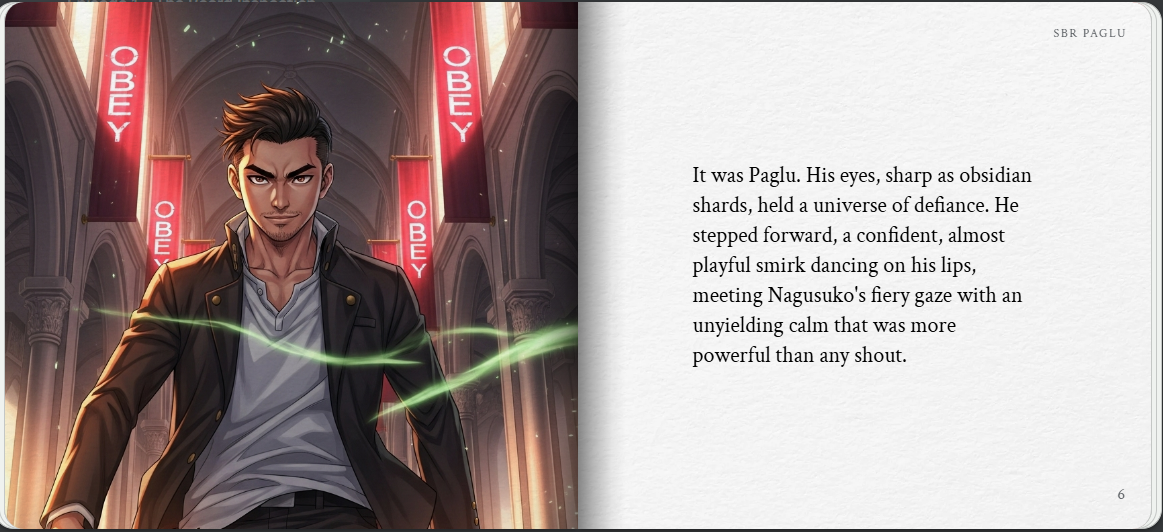 OBEY
OBEY
OBEY
OBEY
SBR PAGLU
It was Paglu. His eyes, sharp as obsidian
shards, held a universe of defiance. He
stepped forward, a confident, almost
playful smirk dancing on his lips,
meeting Nagusuko's fiery gaze with an
unyielding calm that was more
powerful than any shout.
6